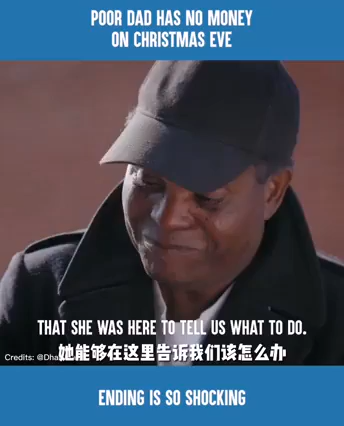 POOR DAD HAS NO MONEY
ON CHRISTMAS EVE
THAT SHE WAS HERE TO TELL US WHAT TO DO.
Credits:
她能够在这里告诉我们该怎么办
ENDING IS SO SHOCKING